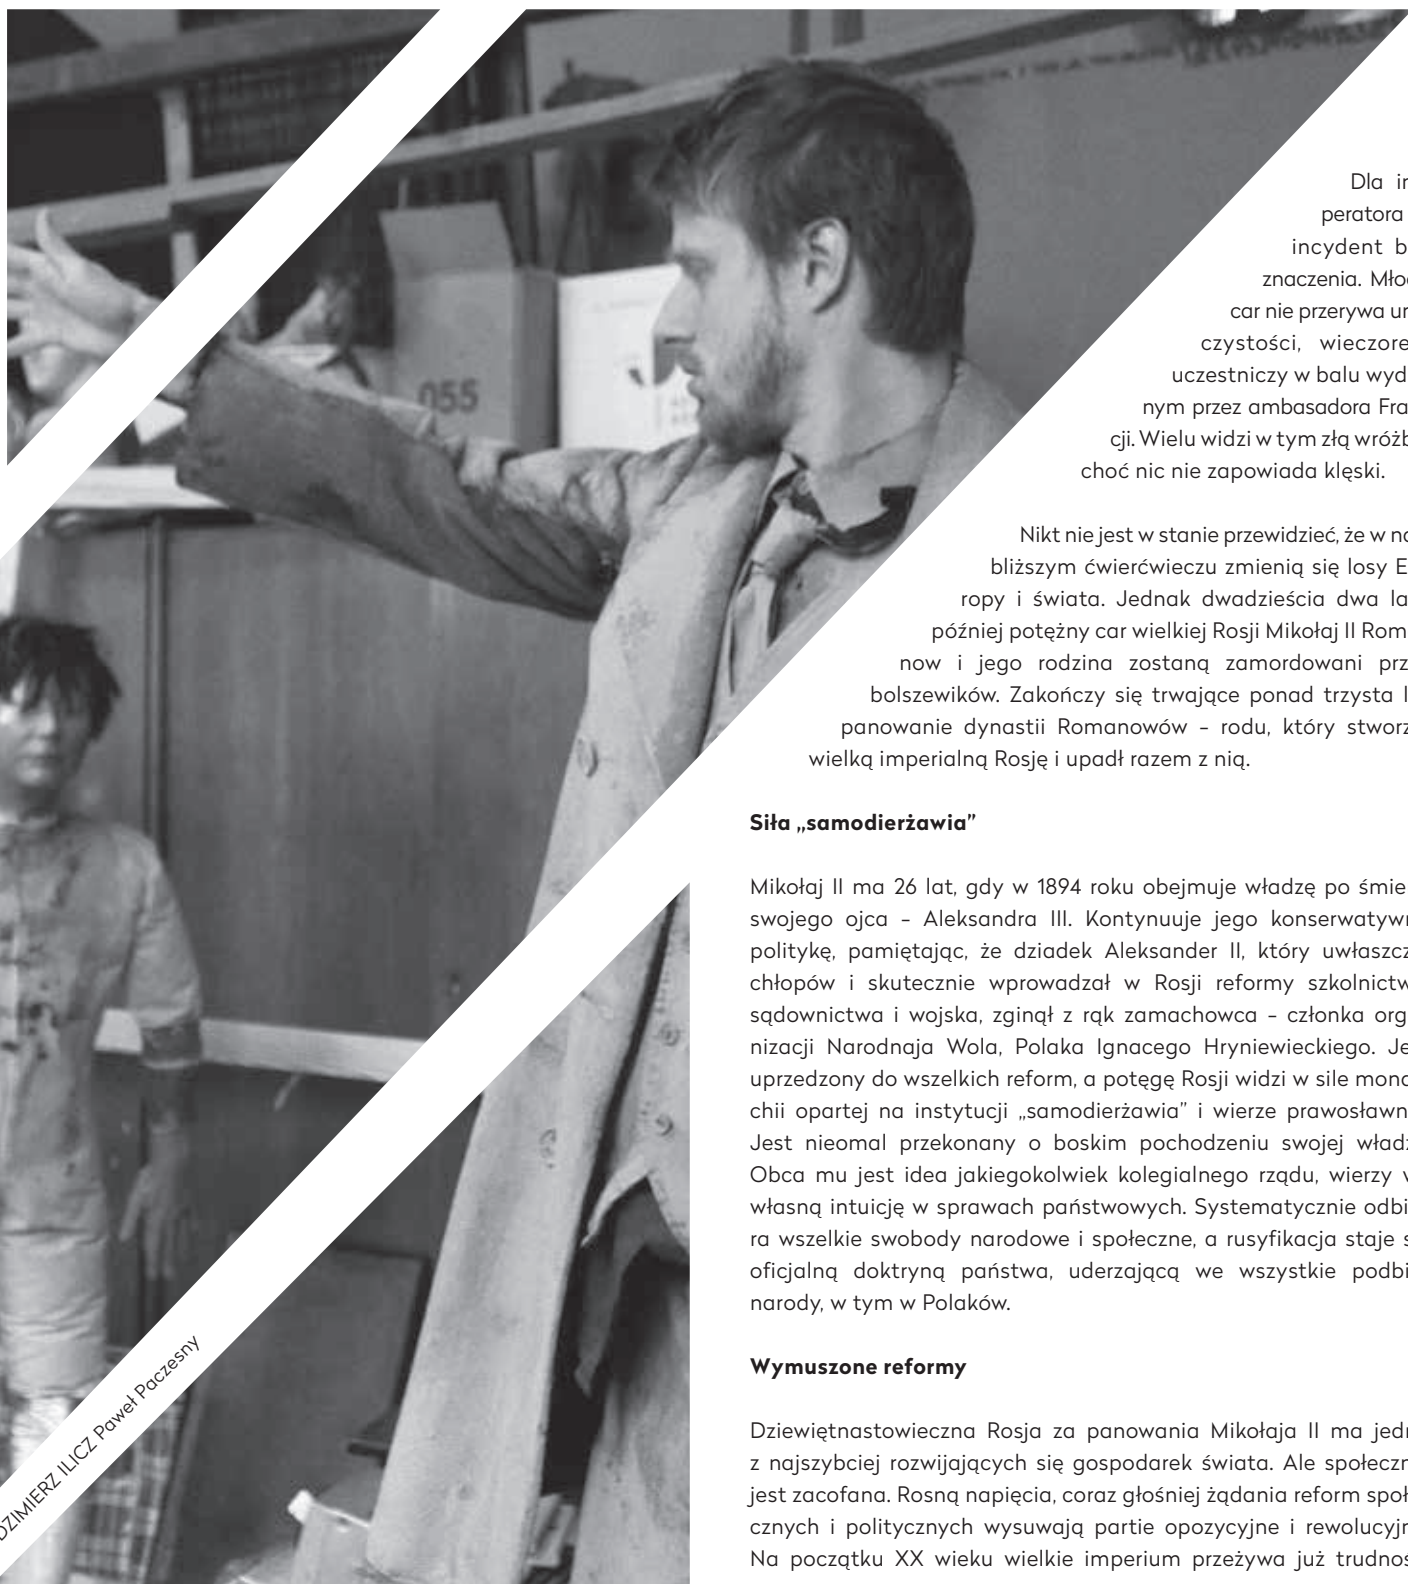 Dla im
peratora
incydent b
znaczenia. Młod
car nie przerywa ur
czystości, wieczore
uczestniczy w balu wyd
nym przez ambasadora Fra
cji. Wielu widzi w tym złą wróżb
choć nic nie zapowiada klęski.
Nikt nie jest w stanie przewidzieć, że w na
bliższym ćwierćwieczu zmienią się losy E
ropy i świata. Jednak dwadzieścia dwa la
później potężny car wielkiej Rosji Mikołaj II Rom
now i jego rodzina zostaną zamordowani prz
bolszewików. Zakończy się trwające ponad trzysta l
panowanie dynastii Romanowów – rodu, który stworz
wielką imperialną Rosję i upadł razem z nią.
Siła „samodierżawia”
Mikołaj II ma 26 lat, gdy w 1894 roku obejmuje władzę po śmier
swojego ojca – Aleksandra III. Kontynuuje jego konserwatywn
politykę, pamiętając, że dziadek Aleksander II, który uwłaszcz
chłopów i skutecznie wprowadzał w Rosji reformy szkolnictw
sądownictwa i wojska, zginął z rąk zamachowca – członka org
nizacji Narodnaja Wola, Polaka Ignacego Hryniewieckiego. Je
uprzedzony do wszelkich reform, a potęgę Rosji widzi w sile mona
chii opartej na instytucji „samodierżawia” i wierze prawosławn
Jest nieomal przekonany o boskim pochodzeniu swojej władz
Obca mu jest idea jakiegokolwiek kolegialnego rządu, wierzy w
własną intuicję w sprawach państwowych. Systematycznie odbi
ra wszelkie swobody narodowe i społeczne, a rusyfikacja staje s
oficjalną doktryną państwa, uderzającą we wszystkie podbi
narody, w tym w Polaków.
Wymuszone reformy
Dziewiętnastowieczna Rosja za panowania Mikołaja II ma jedn
z najszybciej rozwijających się gospodarek świata. Ale społeczn
jest zacofana. Rosną napięcia, coraz głośniej żądania reform społ
cznych i politycznych wysuwają partie opozycyjne i rewolucyjn
Na początku XX wieku wielkie imperium przeżywa już trudnoś
DZIMIERZ ILICZ Paweł Paczesny
055